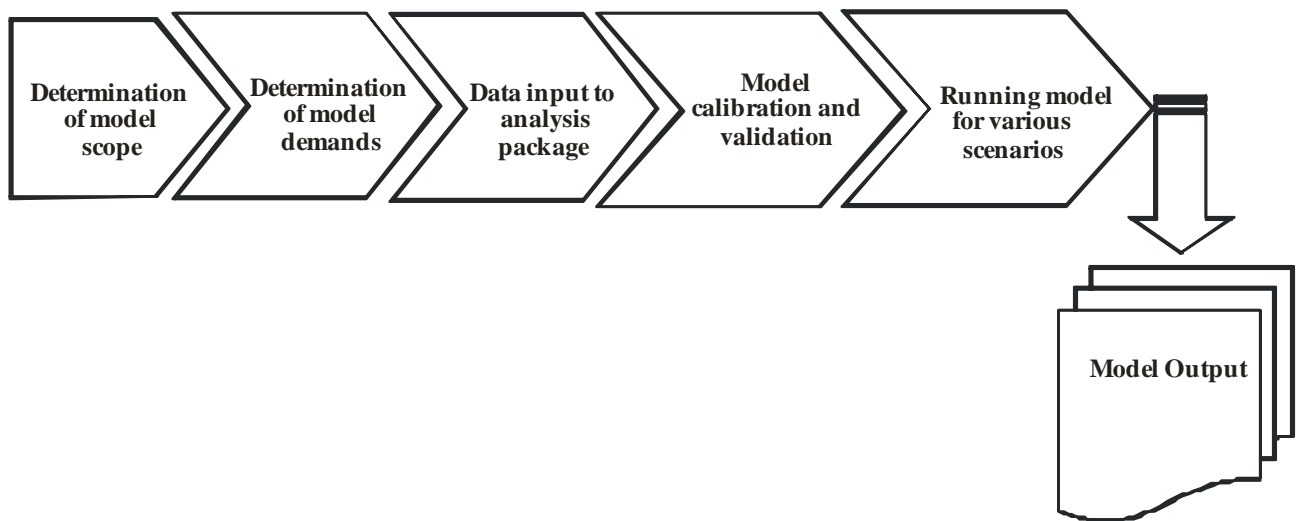 Determination
of model
scope
Determination
of model
demands
Data input to
analysis
package
Model
calibration and
validation
Running model
for various
scenarios
Model Output